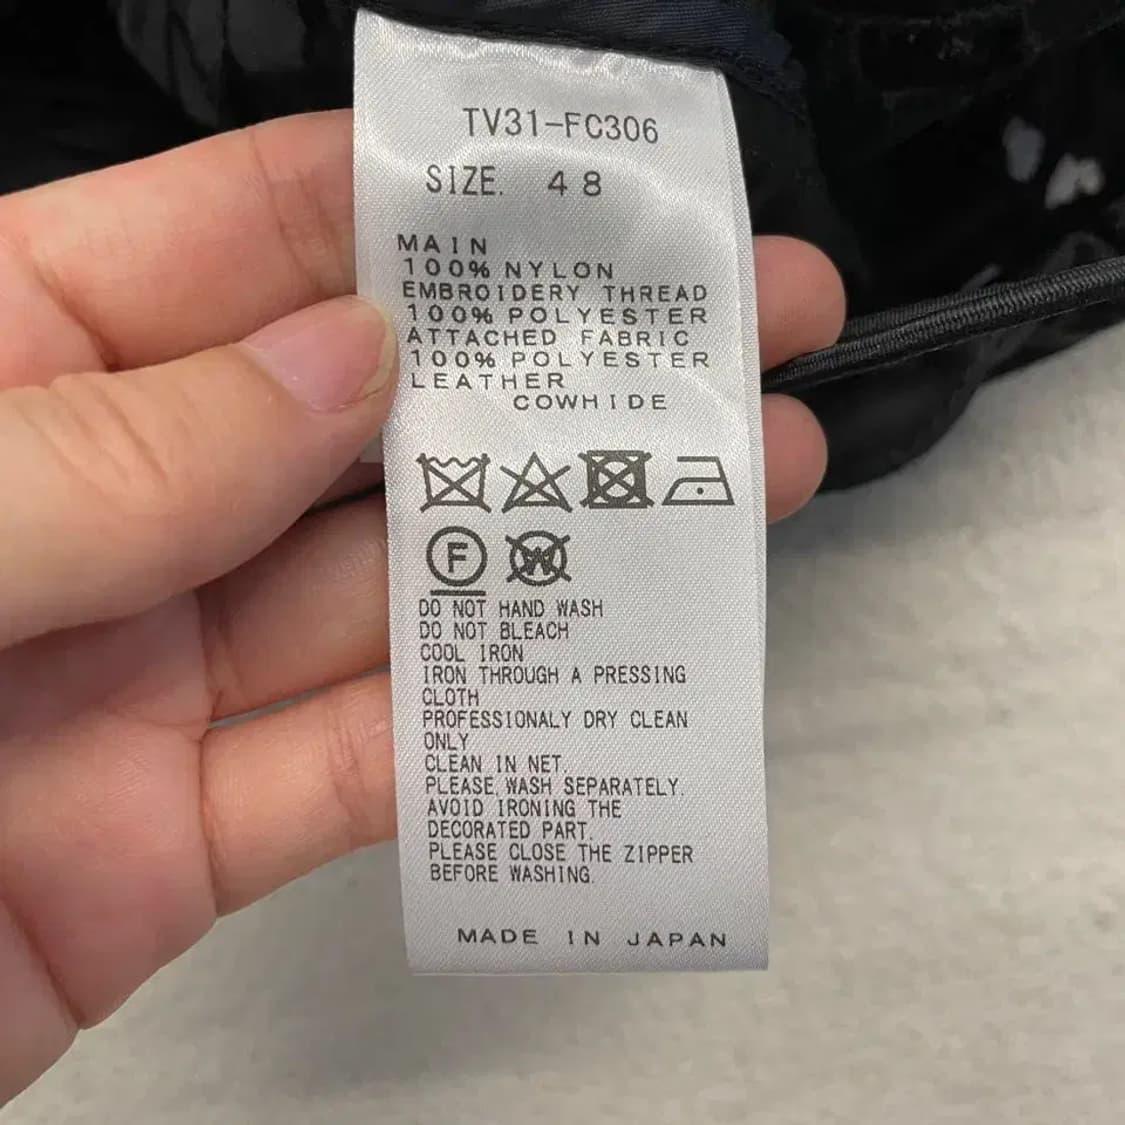 TV31-FC306
SIZE. 48
MAIN
100% NYLON
EMBROIDERY THREAD
100% POLYESTER
ATTACHED FABRIC
100% POLYESTER
LEATHER
COWHIDE
F W
DO NOT HAND WASH
DO NOT BLEACH
COOL IRON
IRON THROUGH A PRESSING
CLOTH
PROFESSIONALY DRY CLEAN
ONLY
CLEAN IN NET.
PLEASE WASH SEPARATELY.
AVOID IRONING THE
DECORATED PART.
PLEASE CLOSE THE ZIPPER
BEFORE WASHING.
MADE IN JAPAN